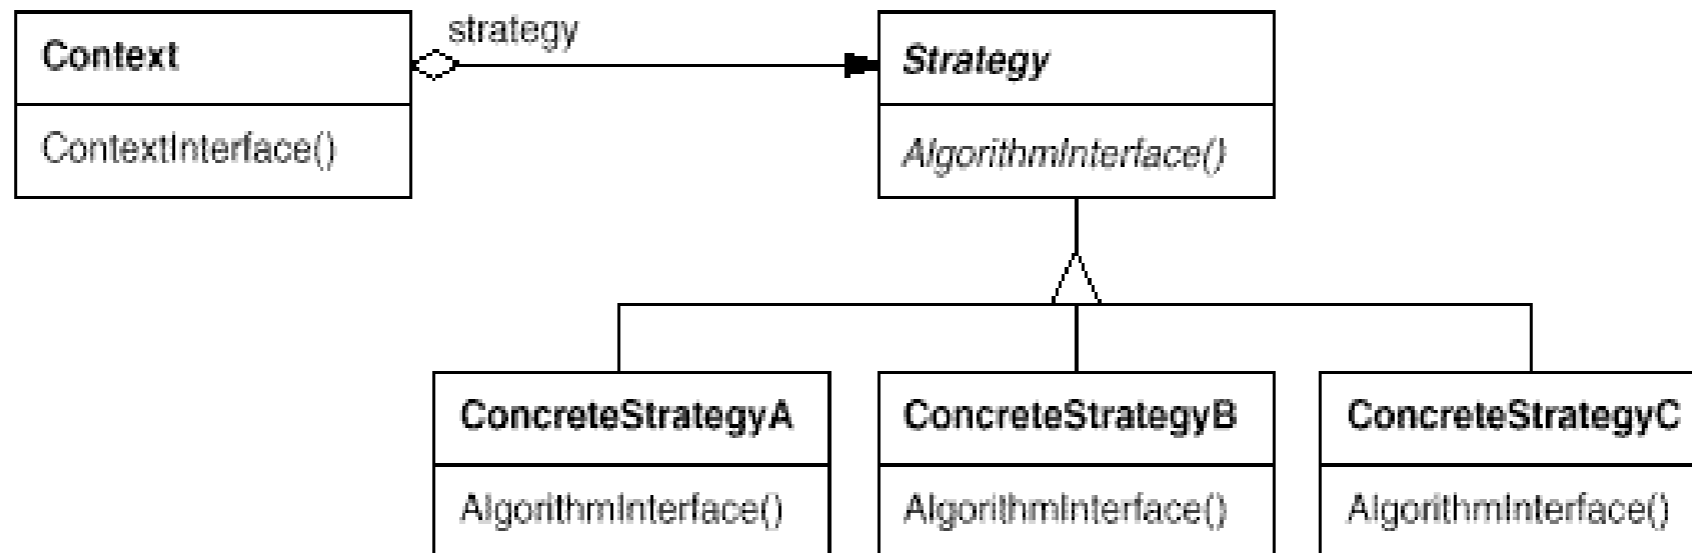 strategy
Context
Strategy
ContextInterface()
AlgorithmInterface()
ConcreteStrategyA
ConcreteStrategyB
ConcreteStrategyC
AlgorithmInterface()
AlgorithmInterface()
AlgorithmInterface()